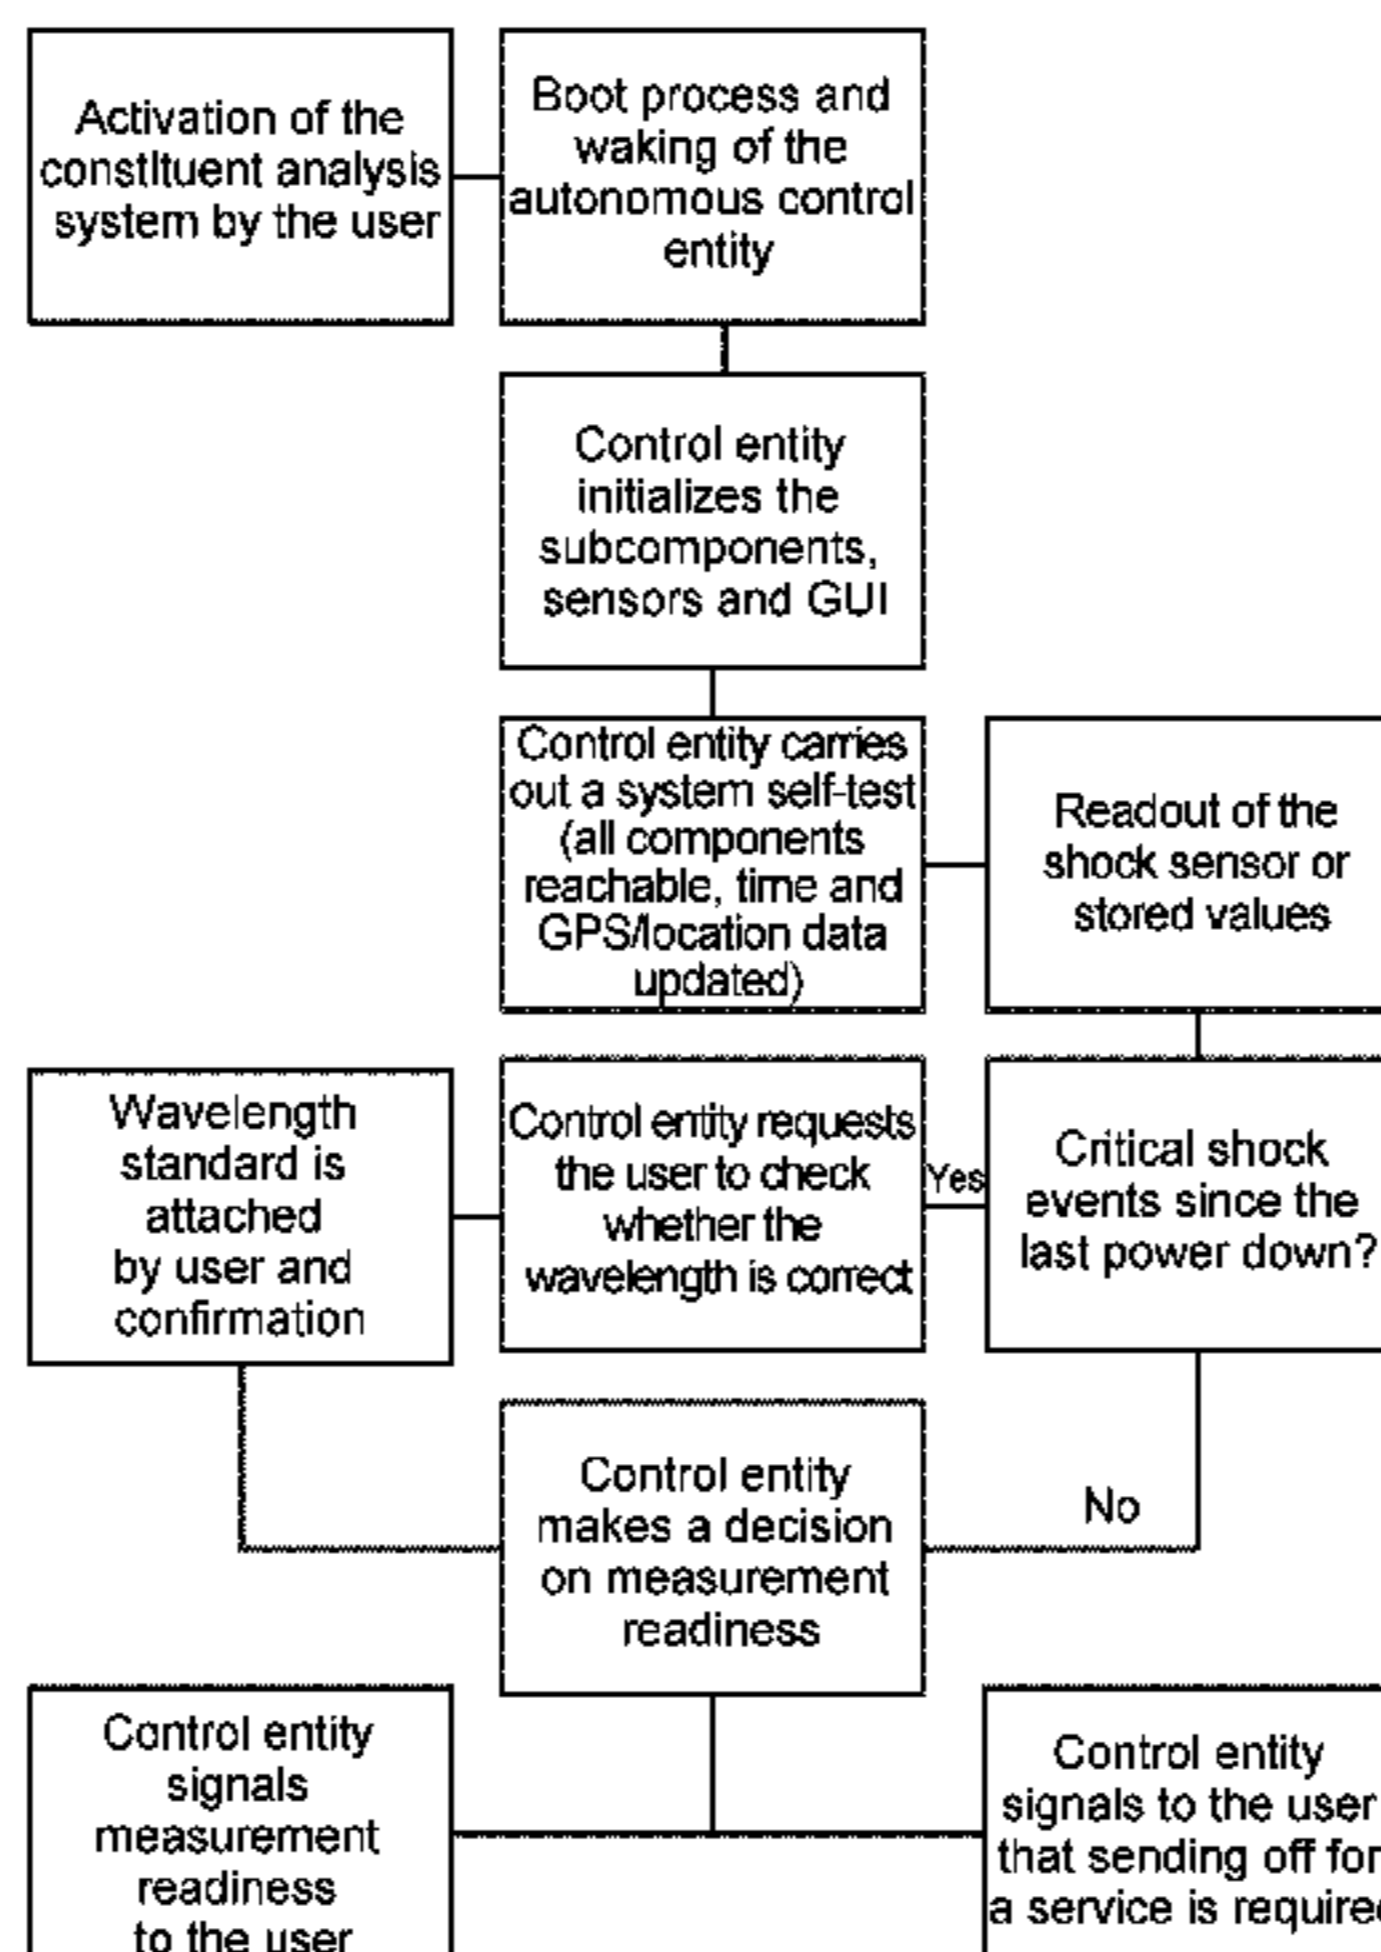 Activation of the
constituent analysis
system by the user
Boot process and
waking of the
autonomous control
entity
Control entity
initializes the
subcomponents,
sensors and GUI
Control entity carries
out a system self-test
(all components
reachable, time and
GPS/location data
updated)
Readout of the
shock sensor or
stored values
Critical shock
events since the
last power down?
Yes
Control entity requests
the user to check
whether the
wavelength is correct
Wavelength
standard is
attached
by user and
confirmation
No
Control entity
makes a decision
on measurement
readiness
Control entity
signals
measurement
readiness
to the user
Control entity
signals to the user
that sending off for
a service is required